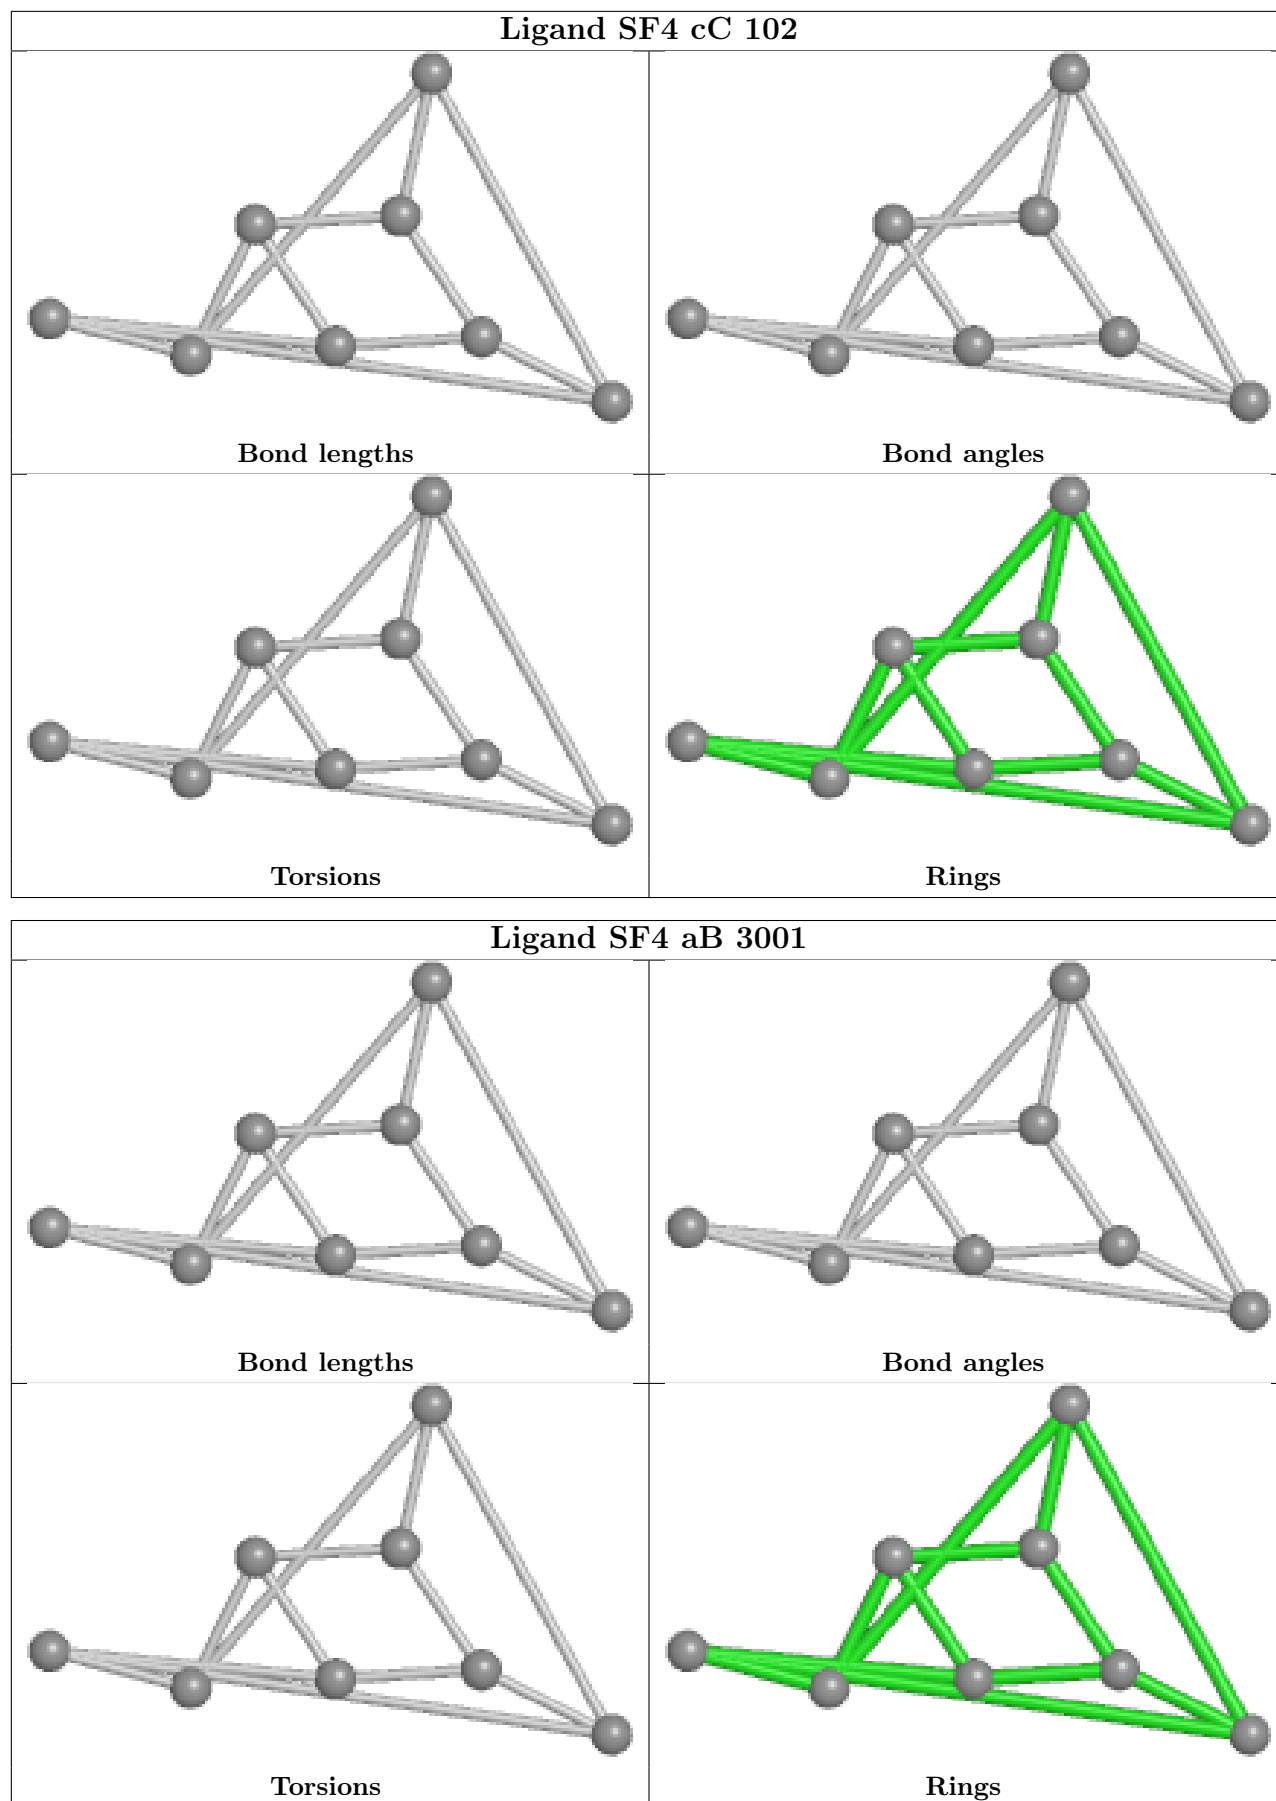 Ligand SF4 cC 102
Bond lengths
Bond angles
Torsions
Rings
Ligand SF4 aB 3001
Bond lengths
Bond angles
Torsions
Rings